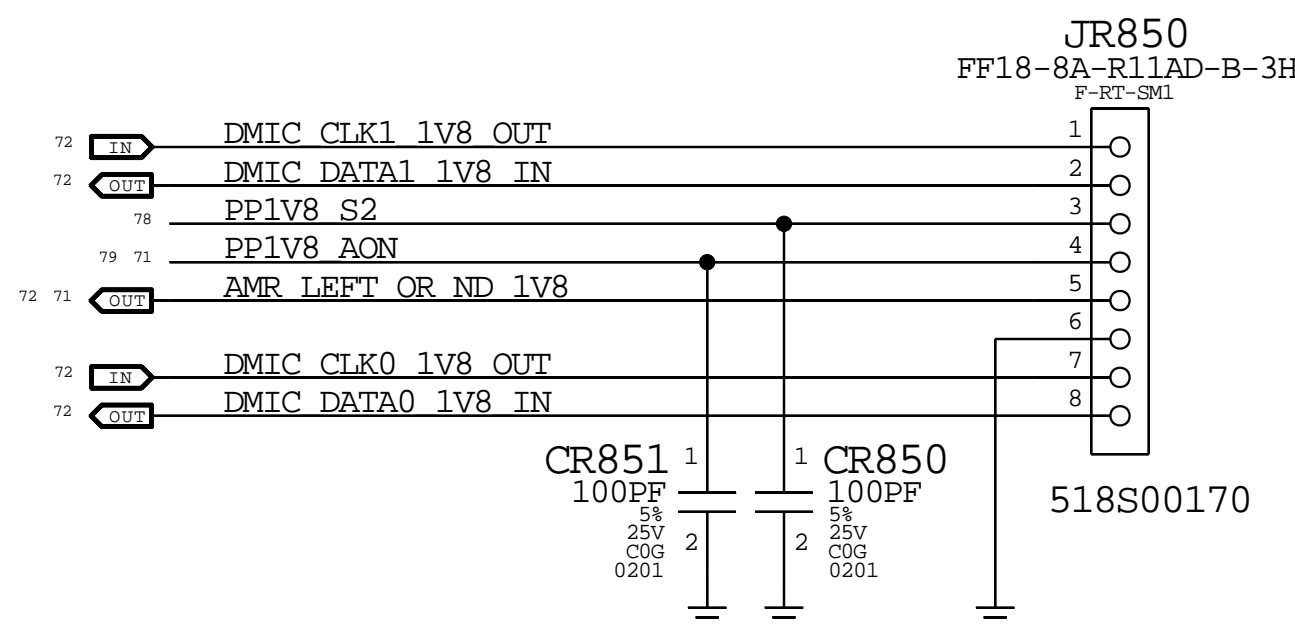 JR850
FF18-8A-R11AD-B-3H
F-RT-SM1
72 IN DMIC_CLK1_1V8_OUT 1
72 OUT DMIC_DATA1_1V8_IN 2
78 PP1V8_S2 3
79 71 PP1V8_AON 4
72 71 OUT AMR_LEFT_OR_ND_1V8 5
6
72 IN DMIC_CLK0_1V8_OUT 7
72 OUT DMIC_DATA0_1V8_IN 8
CR851 1 1 CR850
100PF 100PF
5% 5%
25V 25V
2 2
C0G C0G
0201 0201
518S00170